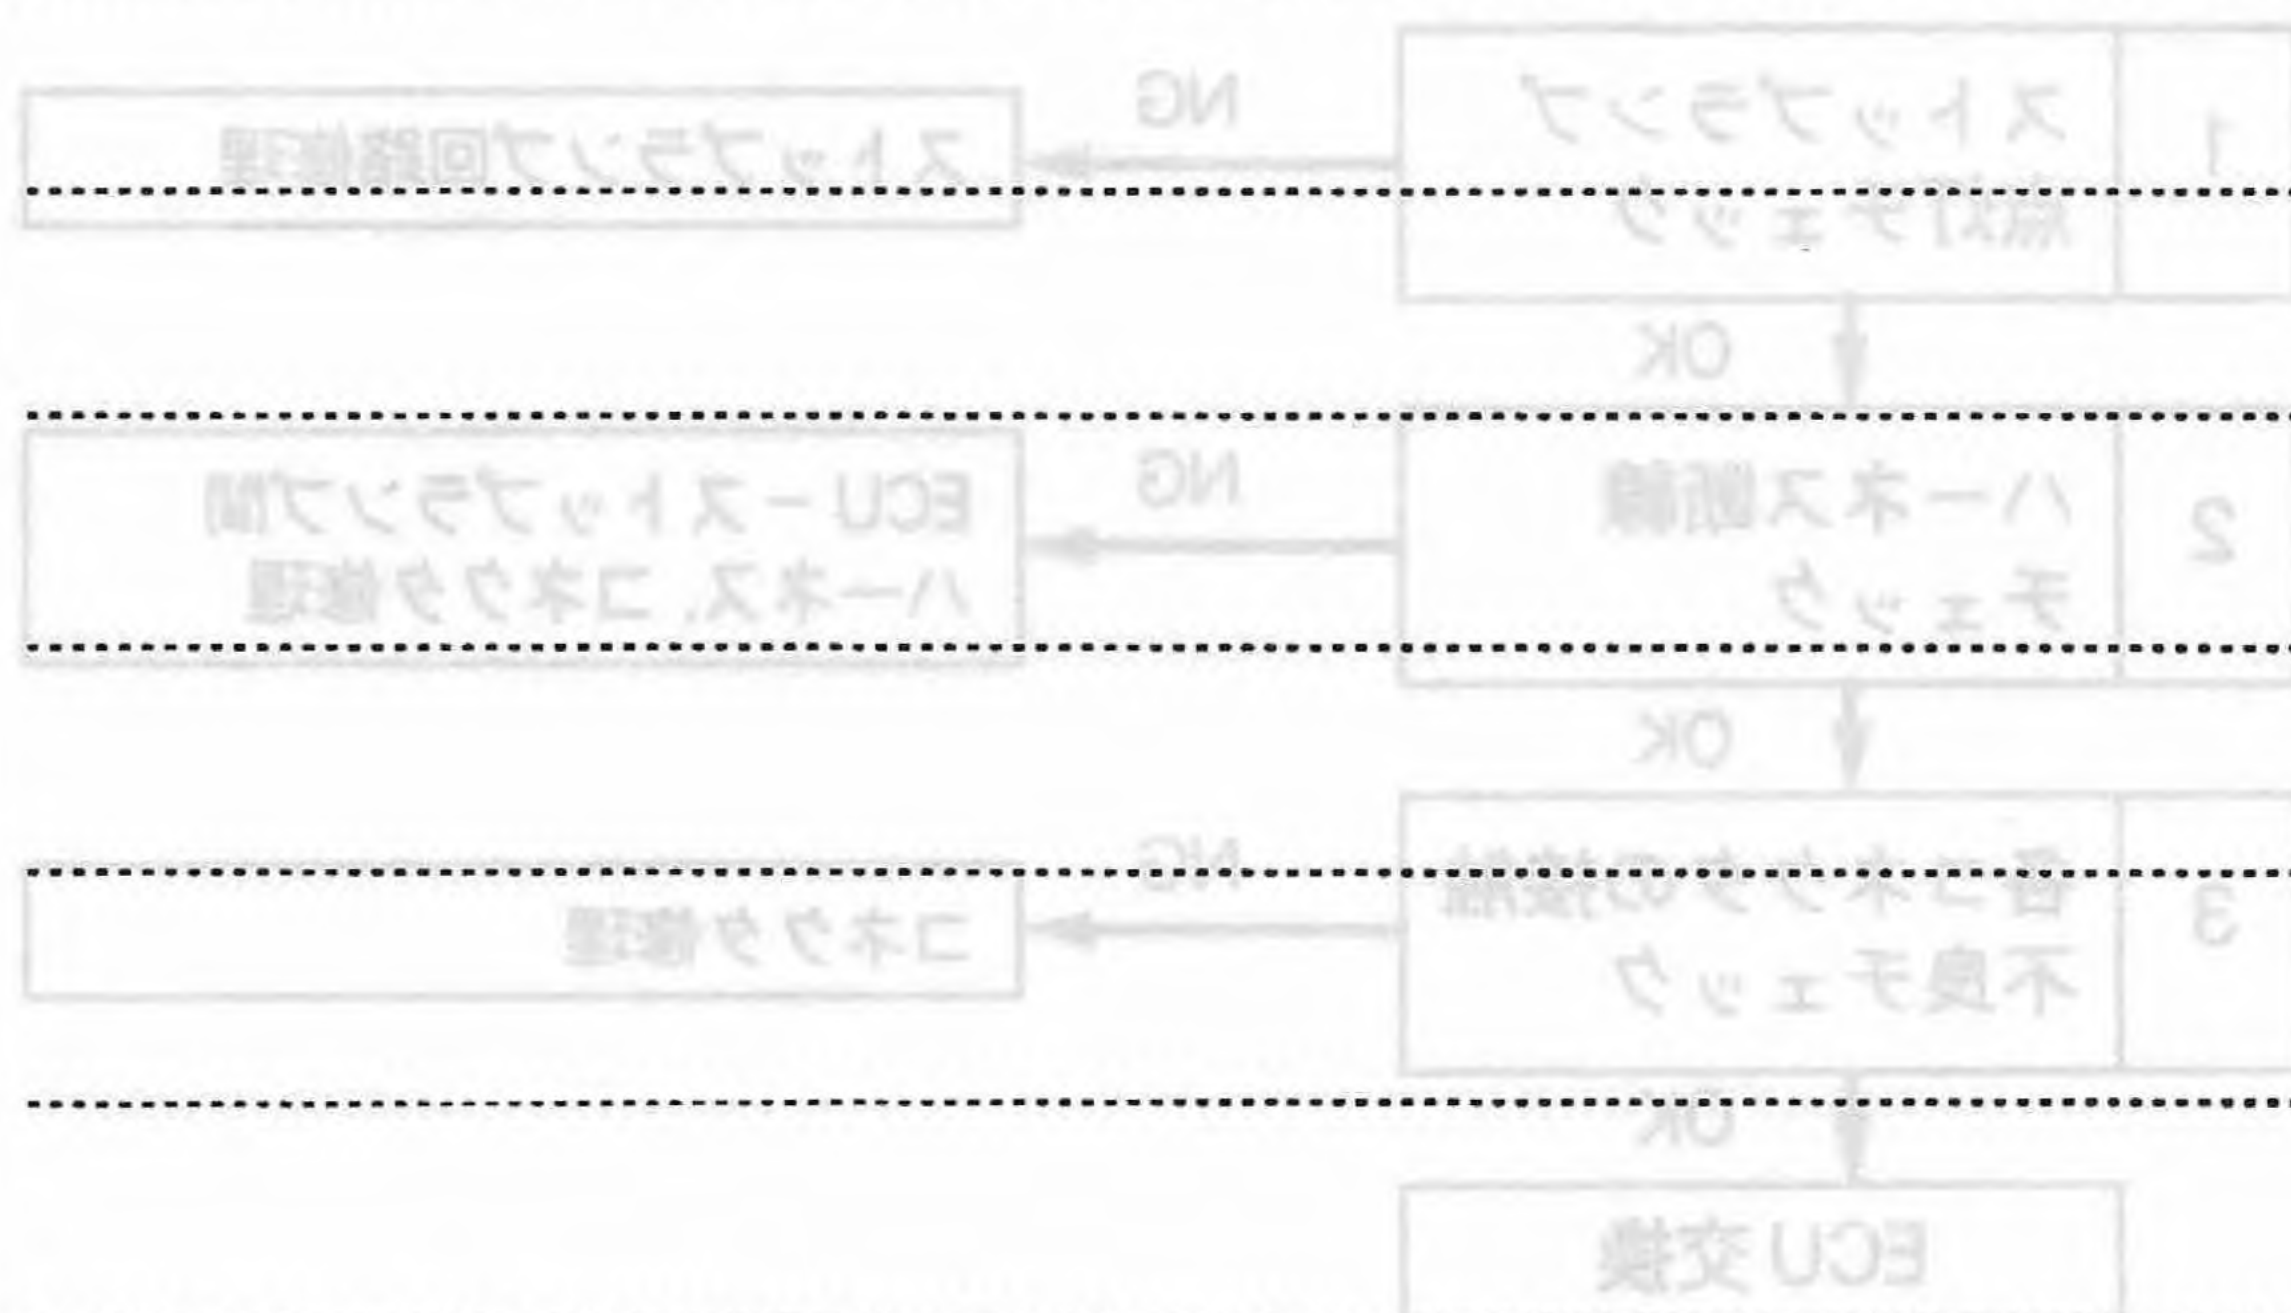 1
ストップランプ
点灯チェック
NG
ストップランプ回路修理
OK
2
ハーネス断線
チェック
NG
ECU－ストップランプ間
ハーネス, コネクタ修理
OK
3
各コネクタの接触
不良チェック
NG
コネクタ修理
OK
ECU 交換